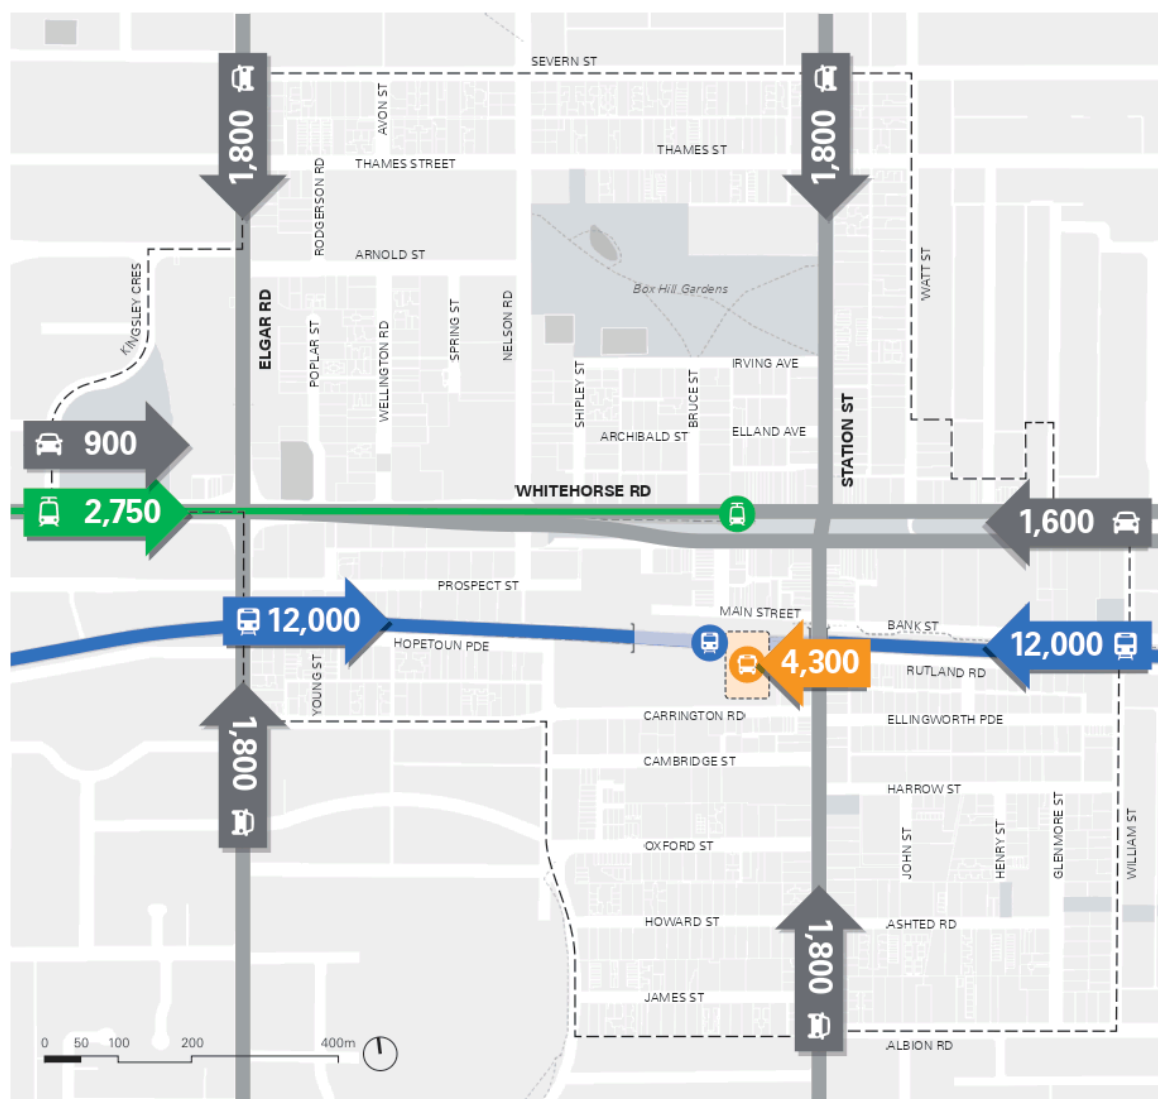 SEVERN ST
1,800
1,800
AVON ST
THAMES STREET
THAMES ST
RODGERSON RD
ARNOLD ST
WATT ST
KINGSLEY CRES
Box Hill Gardens
ELGAR RD
POPLAR ST
WELLINGTON RD
SPRING ST
NELSON RD
IRVING AVE
SHIPLEY ST
BRUCE ST
STATION ST
ARCHIBALD ST
ELLAND AVE
900
WHITEHORSE RD
2,750
1,600
PROSPECT ST
MAIN STREET
12,000
BANK ST
HOPETOUN PDE
12,000
4,300
RUTLAND RD
YOUNG ST
CARRINGTON RD
ELLINGWORTH PDE
1,800
CAMBRIDGE ST
HARROW ST
OXFORD ST
JOHN ST
HENRY ST
GLENMORE ST
WILLIAM ST
HOWARD ST
ASHTED RD
1,800
JAMES ST
0 50 100 200 400m
ALBION RD